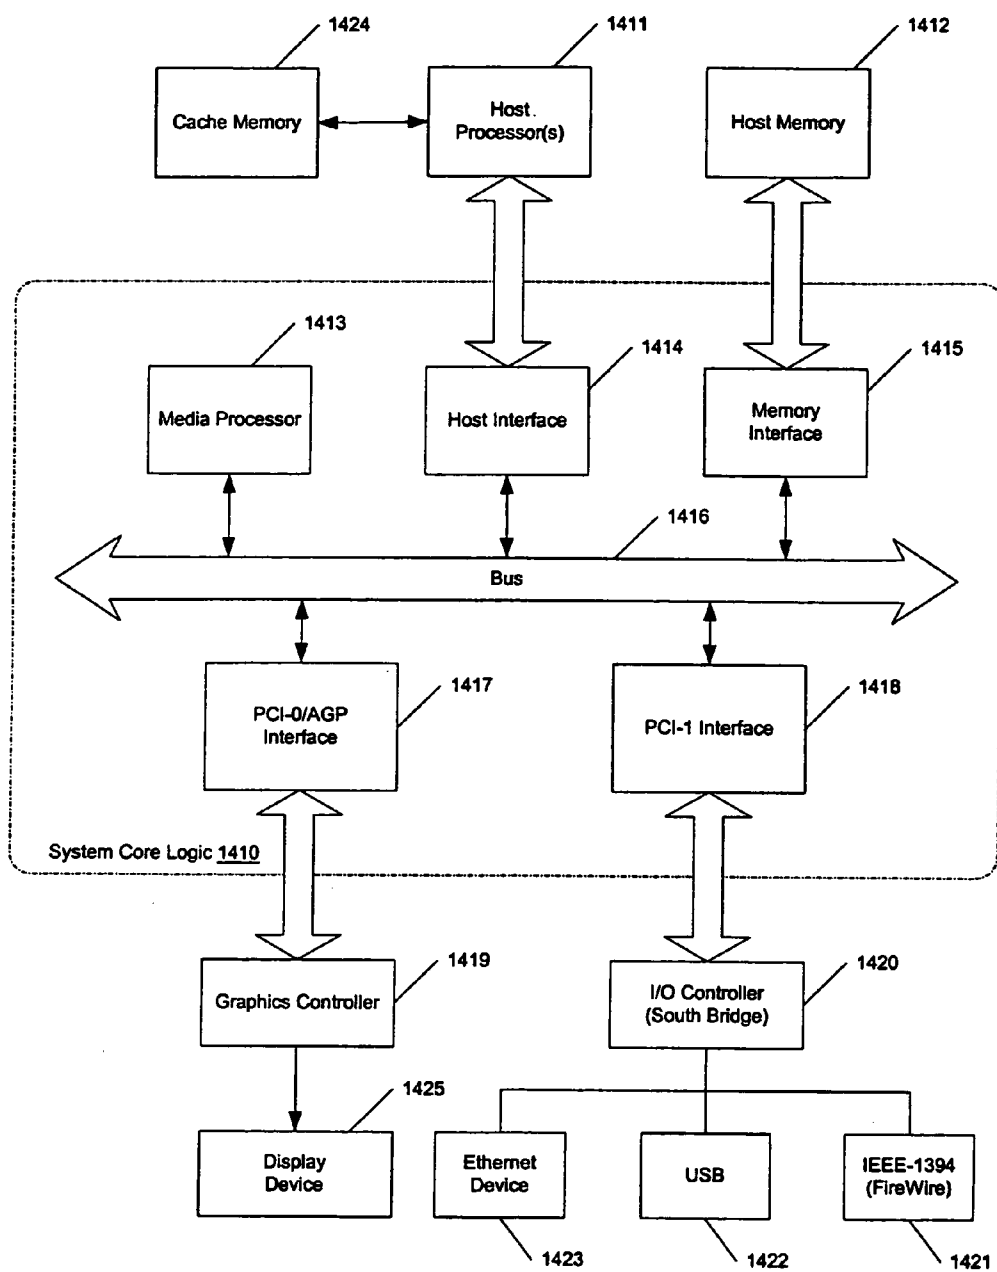 1424
1411
1412
Cache Memory
Host
Processor(s)
Host Memory
1413
1414
1415
Media Processor
Host Interface
Memory
Interface
1416
Bus
1417
1418
PCI-0/AGP
Interface
PCI-1 Interface
System Core Logic 1410
1419
1420
Graphics Controller
I/O Controller
(South Bridge)
1425
Display
Device
Ethernet
Device
USB
IEEE-1394
(FireWire)
1423
1422
1421